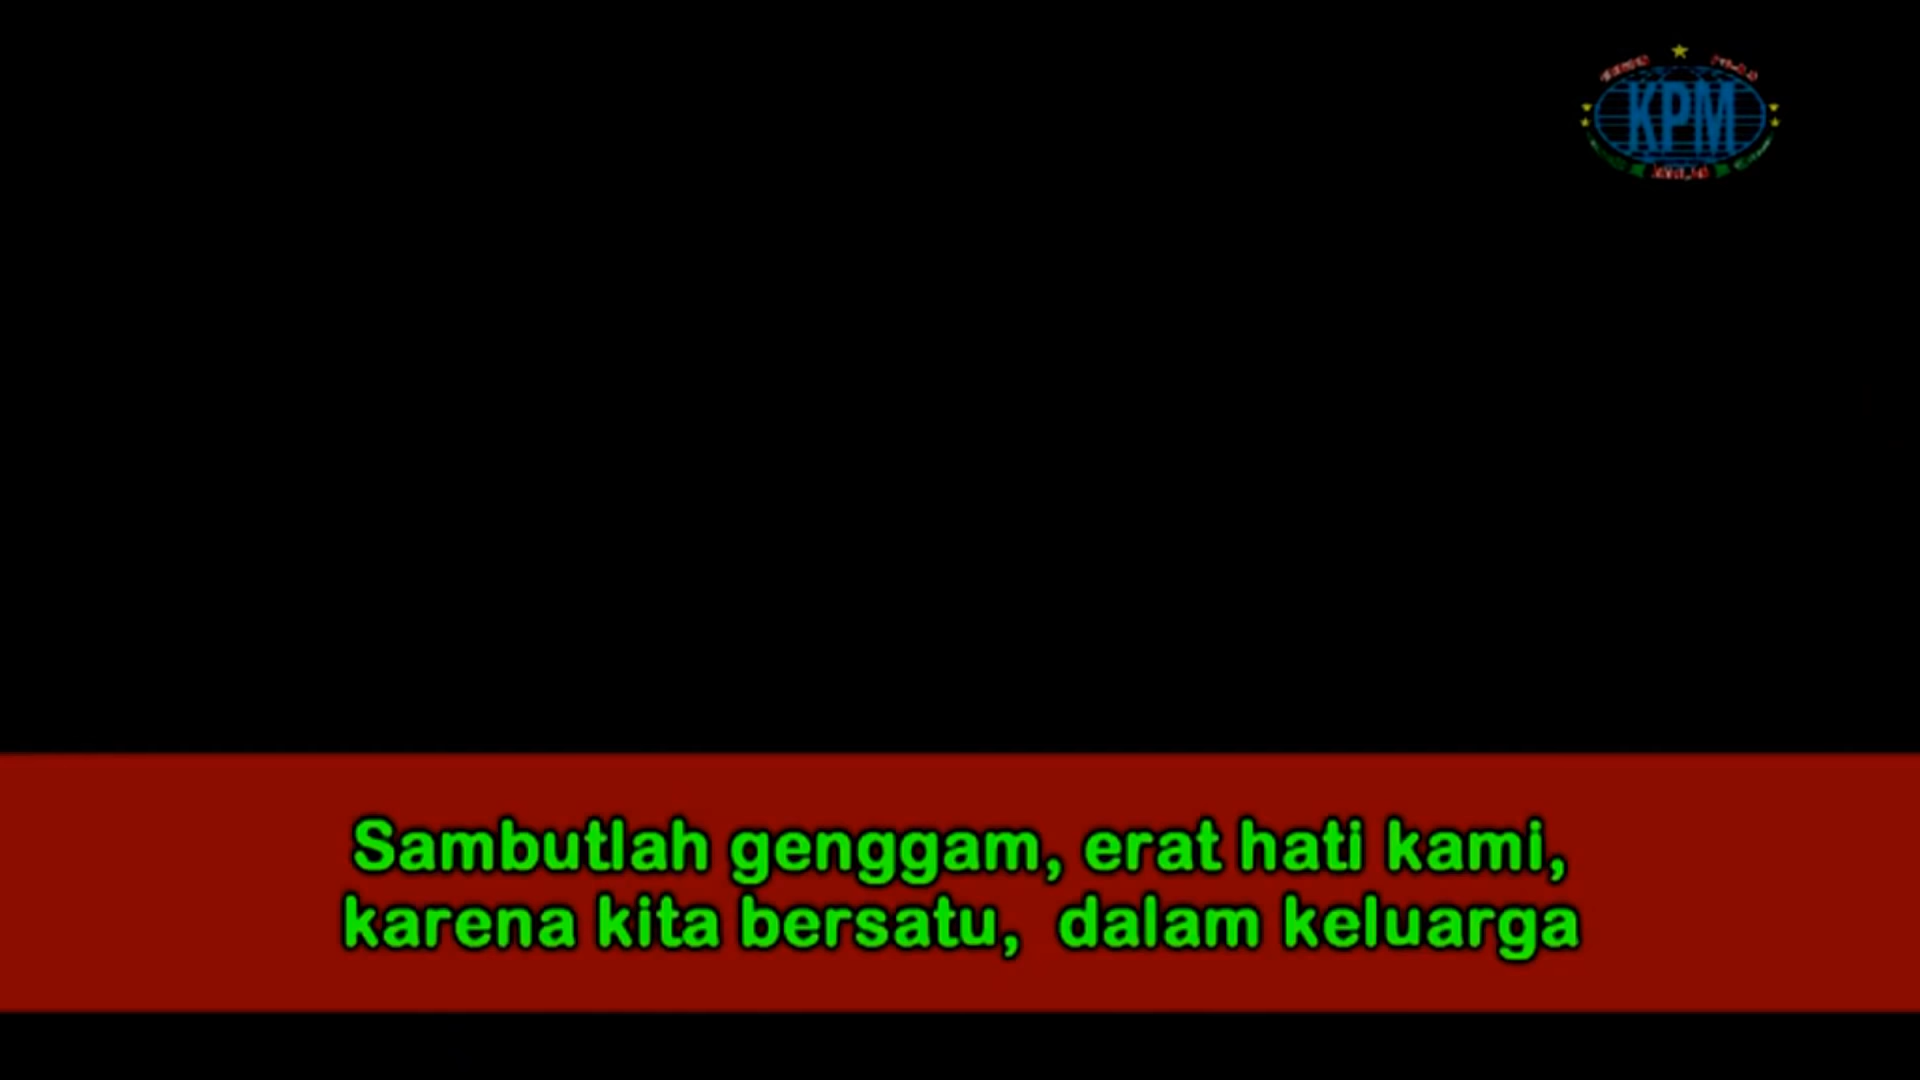 KPM
Sambutlah genggam, erat hati kami,
karena kita bersatu, dalam keluarga